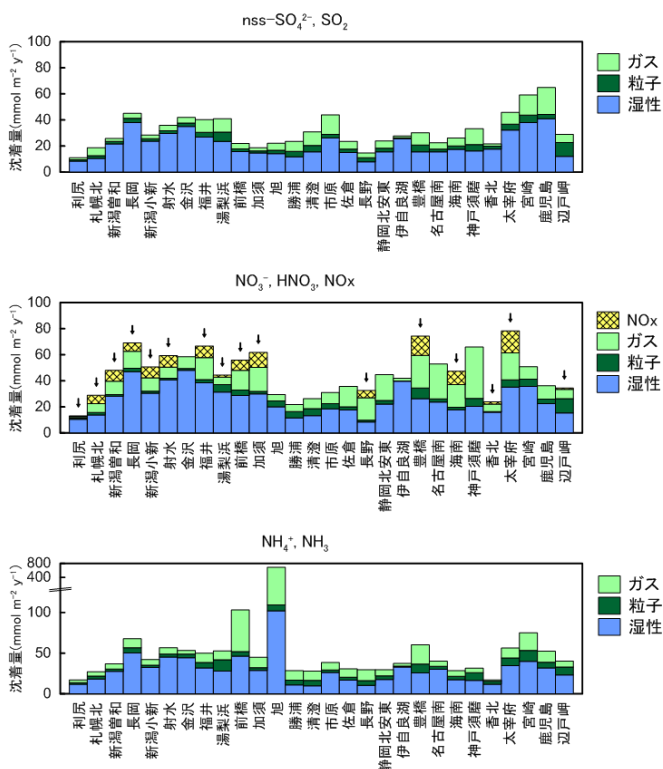 nss-SO₄²⁻, SO₂
沈着量(mmol m⁻² y⁻¹)
100
80
60
40
20
0
ガス
粒子
湿性
利尻
札幌北
新潟曽和
長岡
新潟小新
射水
金沢
福井
湯梨浜
前橋
加須
旭
勝浦
清澄
市原
佐倉
長野
静岡北安東
伊自良湖
豊橋
名古屋南
海南
神戸須磨
香北
太宰府
宮崎
鹿児島
辺戸岬
NO₃⁻, HNO₃, NOx
沈着量(mmol m⁻² y⁻¹)
100
80
60
40
20
0
NOx
ガス
粒子
湿性
利尻
札幌北
新潟曽和
長岡
新潟小新
射水
金沢
福井
湯梨浜
前橋
加須
旭
勝浦
清澄
市原
佐倉
長野
静岡北安東
伊自良湖
豊橋
名古屋南
海南
神戸須磨
香北
太宰府
宮崎
鹿児島
辺戸岬
NH₄⁺, NH₃
沈着量(mmol m⁻² y⁻¹)
800
400
100
50
0
ガス
粒子
湿性
利尻
札幌北
新潟曽和
長岡
新潟小新
射水
金沢
福井
湯梨浜
前橋
加須
旭
勝浦
清澄
市原
佐倉
長野
静岡北安東
伊自良湖
豊橋
名古屋南
海南
神戸須磨
香北
太宰府
宮崎
鹿児島
辺戸岬